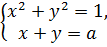 x² + y² = 1,
x + y = a